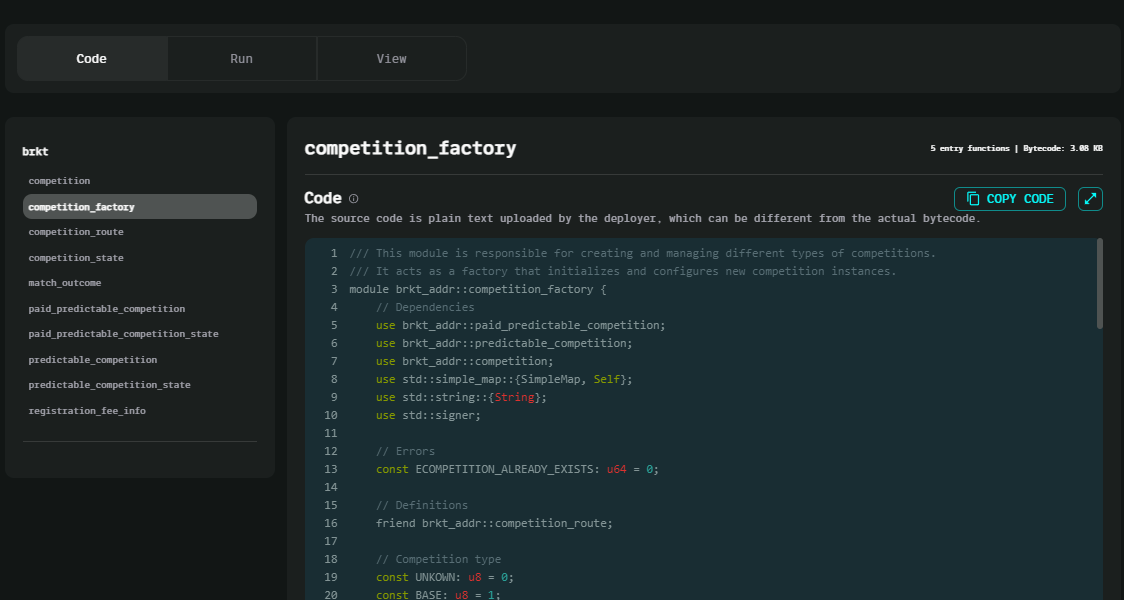 Code
Run
View
brkt
competition
competition_factory
competition_route
competition_state
match_outcome
paid_predictable_competition
paid_predictable_competition_state
predictable_competition
predictable_competition_state
registration_fee_info
competition_factory
5 entry functions | Bytecode: 3.08 KB
Code
COPY CODE
The source code is plain text uploaded by the deployer, which can be different from the actual bytecode.
1 /// This module is responsible for creating and managing different types of competitions.
2 /// It acts as a factory that initializes and configures new competition instances.
3 module brkt_addr::competition_factory {
4     // Dependencies
5     use brkt_addr::paid_predictable_competition;
6     use brkt_addr::predictable_competition;
7     use brkt_addr::competition;
8     use std::simple_map::{SimpleMap, Self};
9     use std::string::{String};
10     use std::signer;
11
12     // Errors
13     const ECOMPETITION_ALREADY_EXISTS: u64 = 0;
14
15     // Definitions
16     friend brkt_addr::competition_route;
17
18     // Competition type
19     const UNKOWN: u8 = 0;
20     const BASE: u8 = 1;